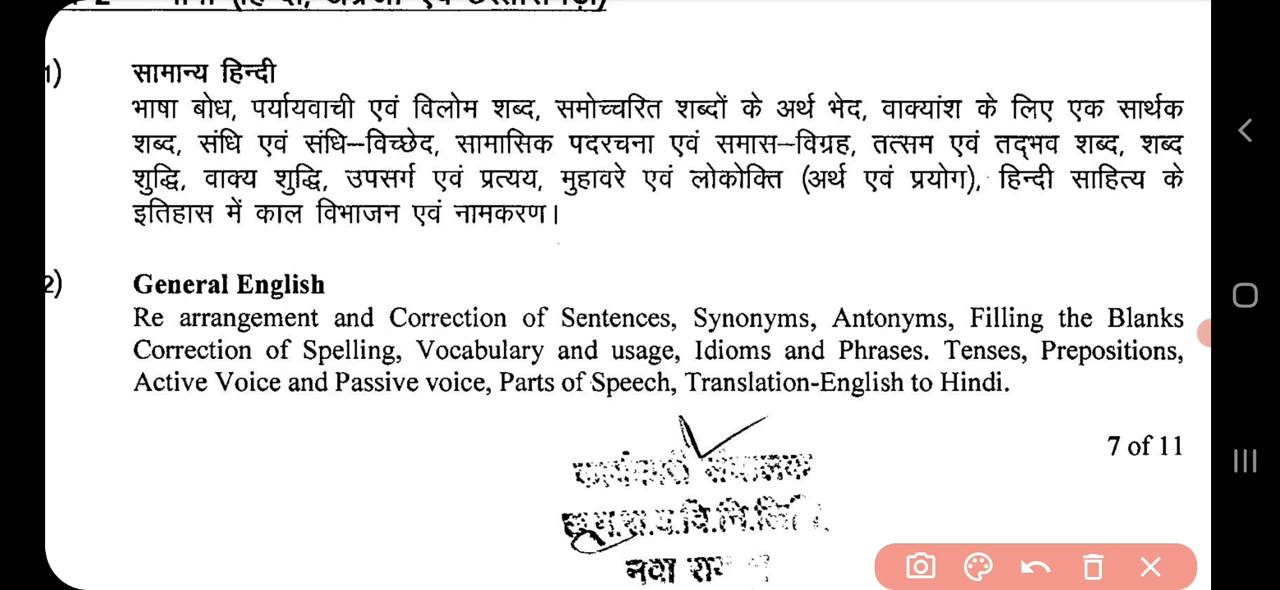 1) सामान्य हिन्दी
भाषा बोध, पर्यायवाची एवं विलोम शब्द, समोच्चरित शब्दों के अर्थ भेद, वाक्यांश के लिए एक सार्थक
शब्द, संधि एवं संधि–विच्छेद, सामासिक पदरचना एवं समास–विग्रह, तत्सम एवं तद्भव शब्द, शब्द
शुद्धि, वाक्य शुद्धि, उपसर्ग एवं प्रत्यय, मुहावरे एवं लोकोक्ति (अर्थ एवं प्रयोग), हिन्दी साहित्य के
इतिहास में काल विभाजन एवं नामकरण।
2) General English
Re arrangement and Correction of Sentences, Synonyms, Antonyms, Filling the Blanks
Correction of Spelling, Vocabulary and usage, Idioms and Phrases. Tenses, Prepositions,
Active Voice and Passive voice, Parts of Speech, Translation-English to Hindi.
7 of 11
नवा